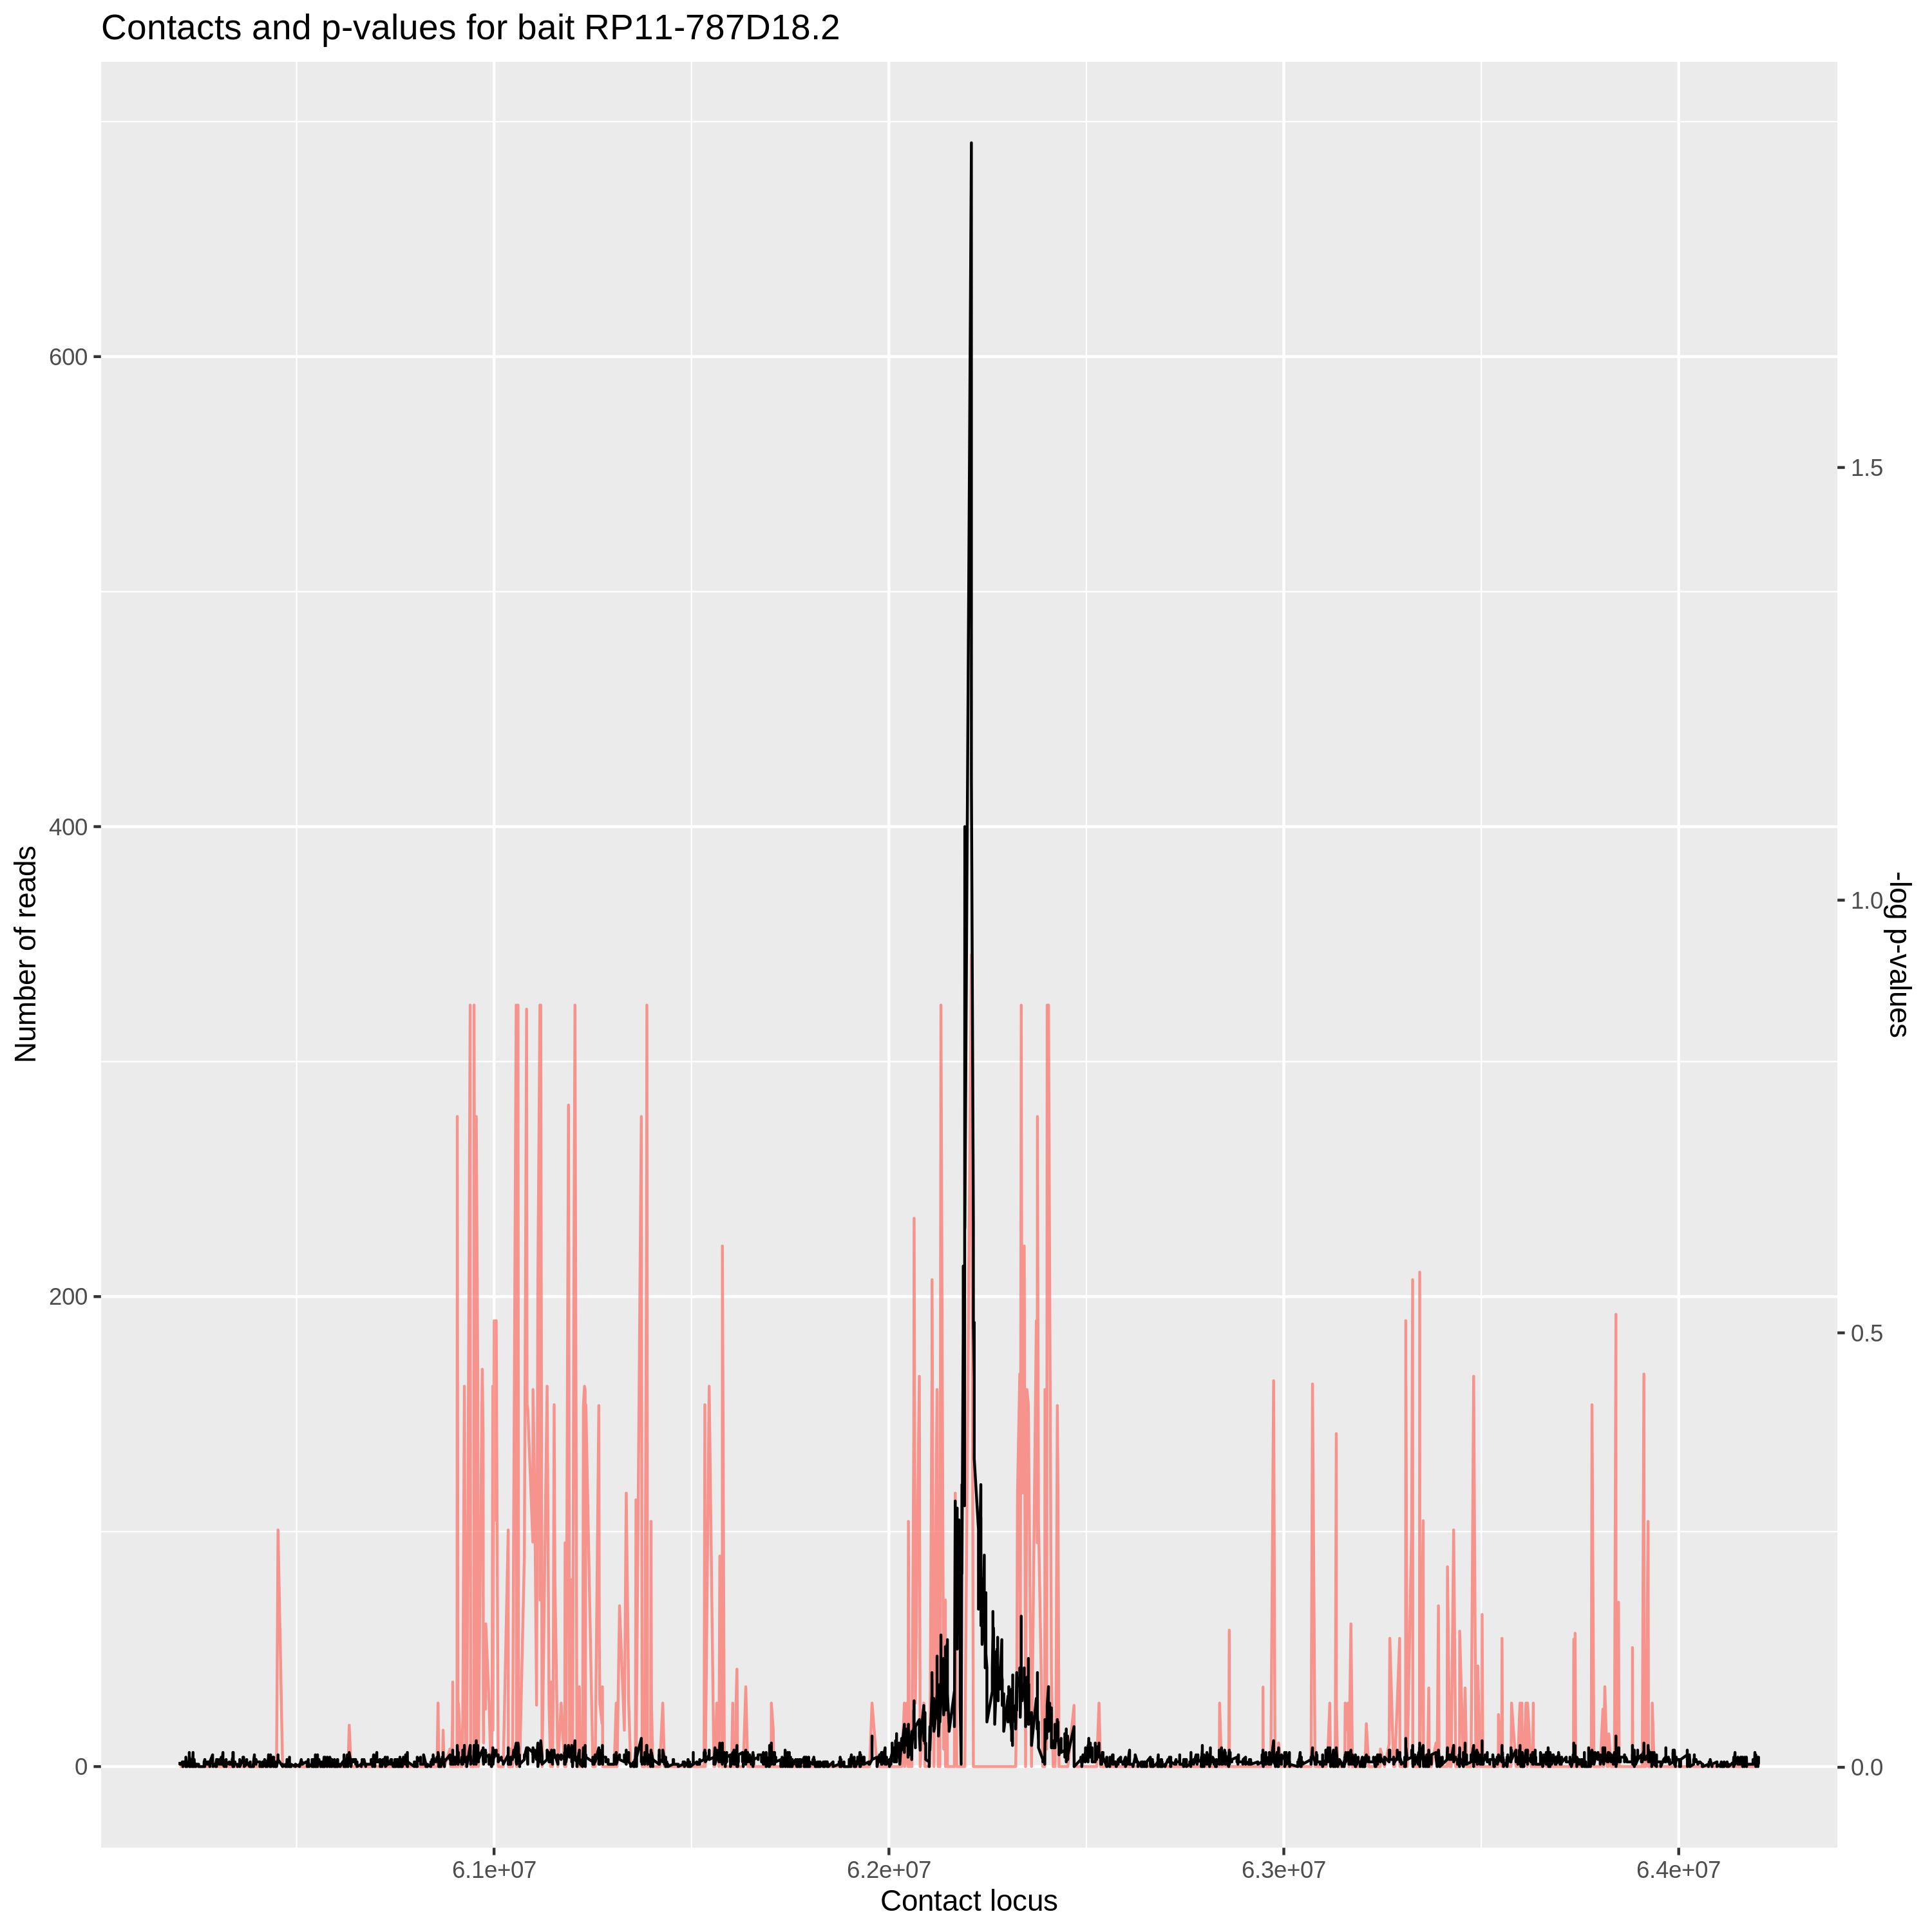 Contacts and p-values for bait RP11-787D18.2
600
400
200
0
Number of reads
1.5
1.0
0.5
0.0
-log p-values
6.1e+07
6.2e+07
6.3e+07
6.4e+07
Contact locus